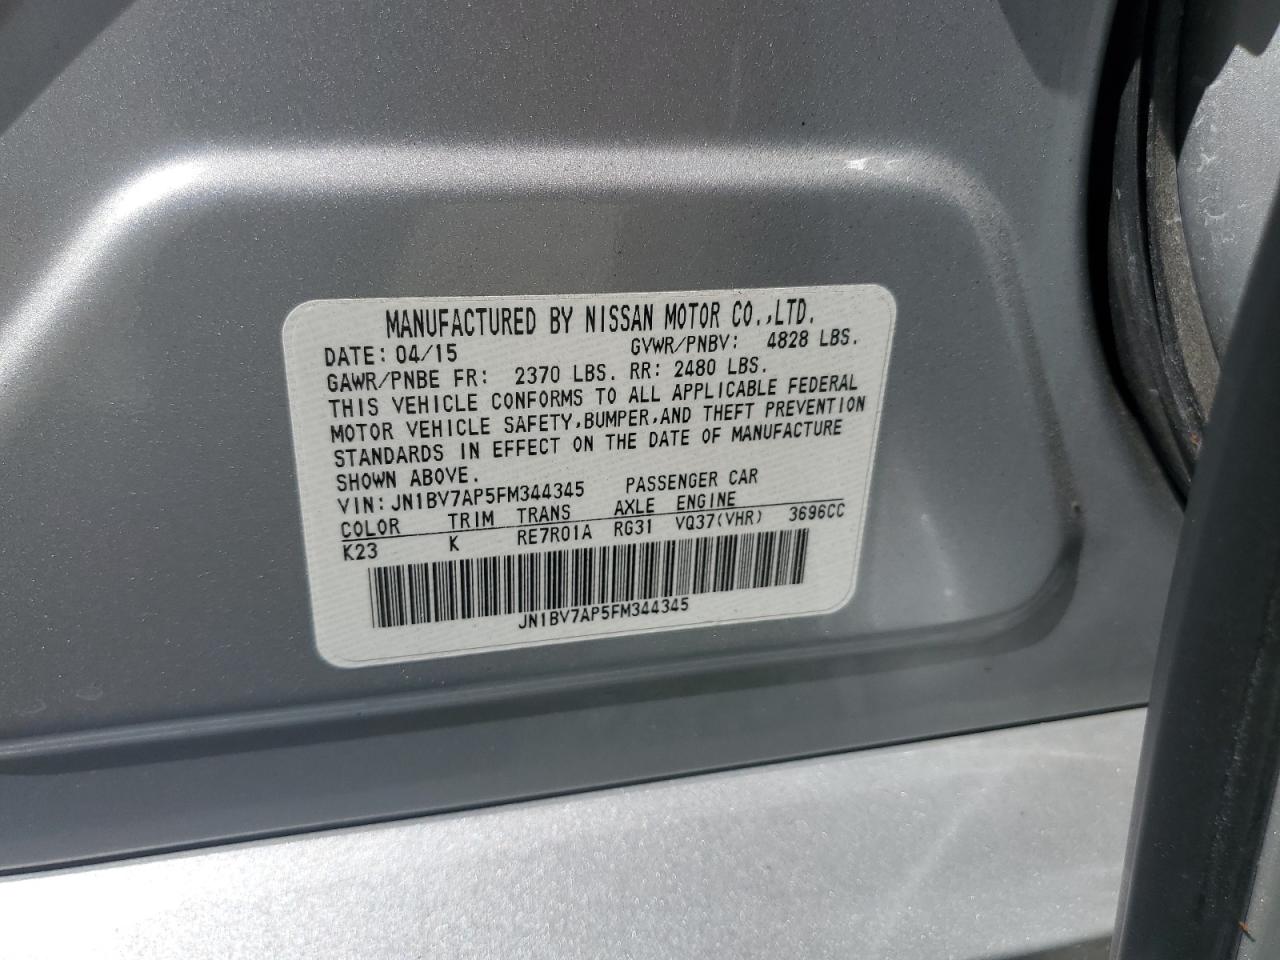 MANUFACTURED BY NISSAN MOTOR CO.,LTD.
DATE: 04/15 GVWR/PNBV: 4828 LBS.
GAWR/PNBE FR: 2370 LBS. RR: 2480 LBS.
THIS VEHICLE CONFORMS TO ALL APPLICABLE FEDERAL
MOTOR VEHICLE SAFETY,BUMPER,AND THEFT PREVENTION
STANDARDS IN EFFECT ON THE DATE OF MANUFACTURE
SHOWN ABOVE.
VIN:JN1BV7AP5FM344345 PASSENGER CAR
COLOR TRIM TRANS AXLE ENGINE
K23 K RE7R01A RG31 VQ37(VHR) 3696CC
JN1BV7AP5FM344345